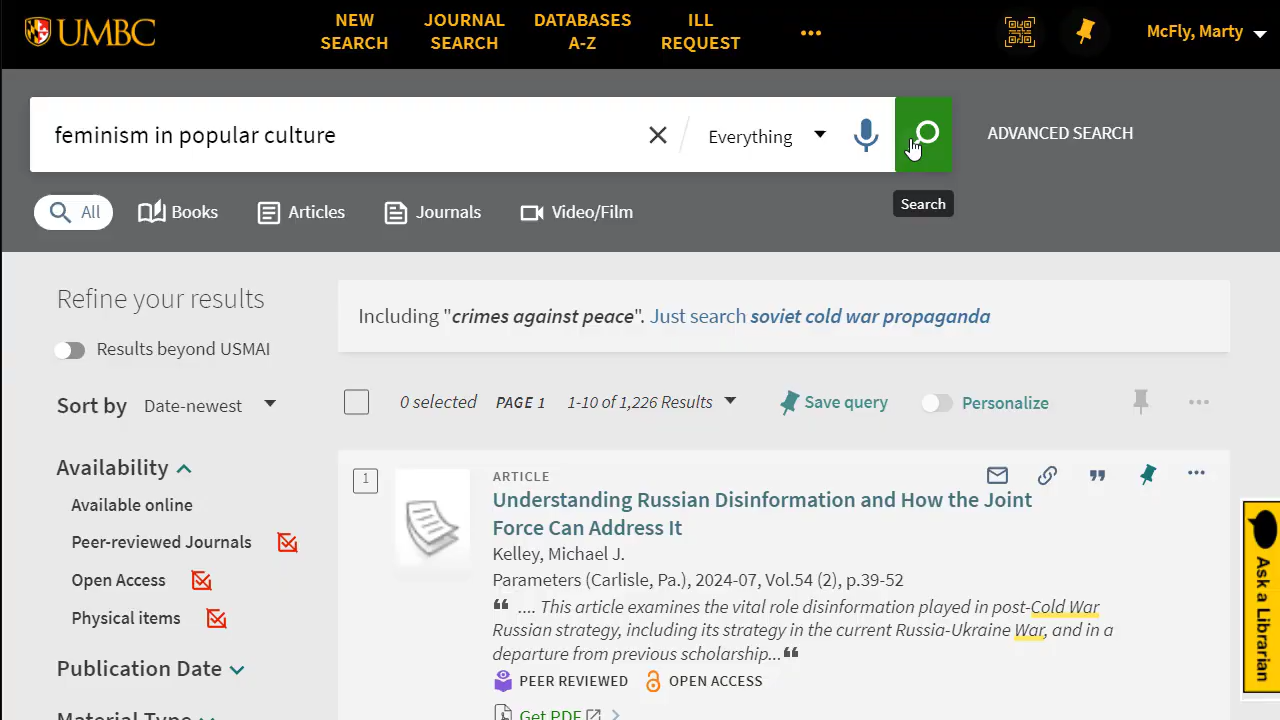 UMBC
NEW SEARCH
JOURNAL SEARCH
DATABASES A-Z
ILL REQUEST
McFly, Marty
feminism in popular culture
Everything
ADVANCED SEARCH
All
Books
Articles
Journals
Video/Film
Search
Refine your results
Results beyond USMAI
Sort by Date-newest
Availability
Available online
Peer-reviewed Journals
Open Access
Physical items
Publication Date
Material Type
Including "crimes against peace". Just search soviet cold war propaganda
0 selected PAGE 1 1-10 of 1,226 Results
Save query
Personalize
1
ARTICLE
Understanding Russian Disinformation and How the Joint
Force Can Address It
Kelley, Michael J.
Parameters (Carlisle, Pa.), 2024-07, Vol.54 (2), p.39-52
❝ .... This article examines the vital role disinformation played in post-Cold War
Russian strategy, including its strategy in the current Russia-Ukraine War, and in a
departure from previous scholarship...❝
PEER REVIEWED OPEN ACCESS
Get PDF
Ask a Librarian